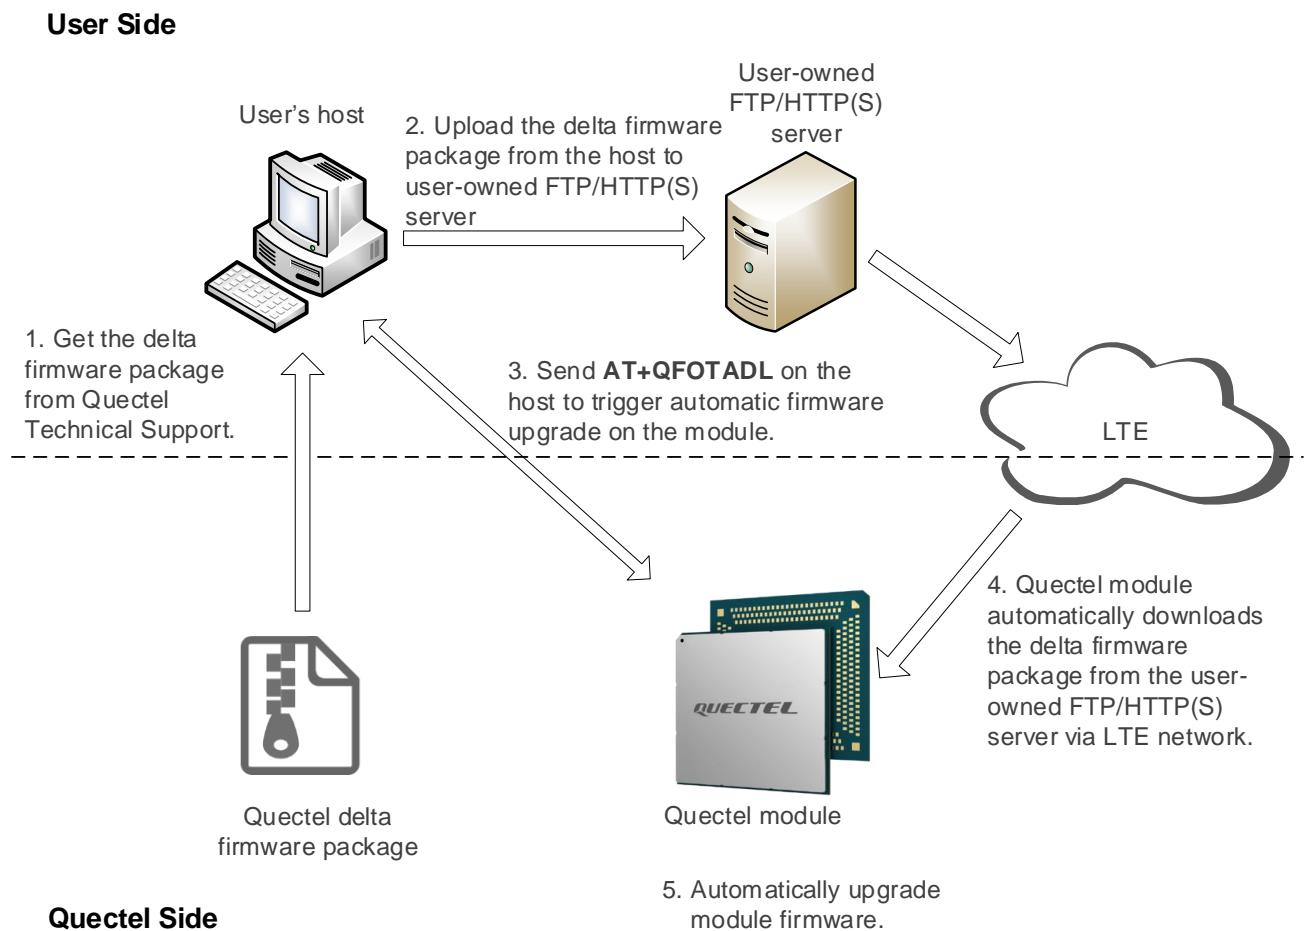 User Side
User's host
User-owned
FTP/HTTP(S)
server
2. Upload the delta firmware
package from the host to
user-owned FTP/HTTP(S)
server
1. Get the delta
firmware package
from Quectel
Technical Support.
3. Send AT+QFOTADL on the
host to trigger automatic firmware
upgrade on the module.
LTE
4. Quectel module
automatically downloads
the delta firmware
package from the user-
owned FTP/HTTP(S)
server via LTE network.
QUECTEL
Quectel delta
firmware package
Quectel module
5. Automatically upgrade
module firmware.
Quectel Side